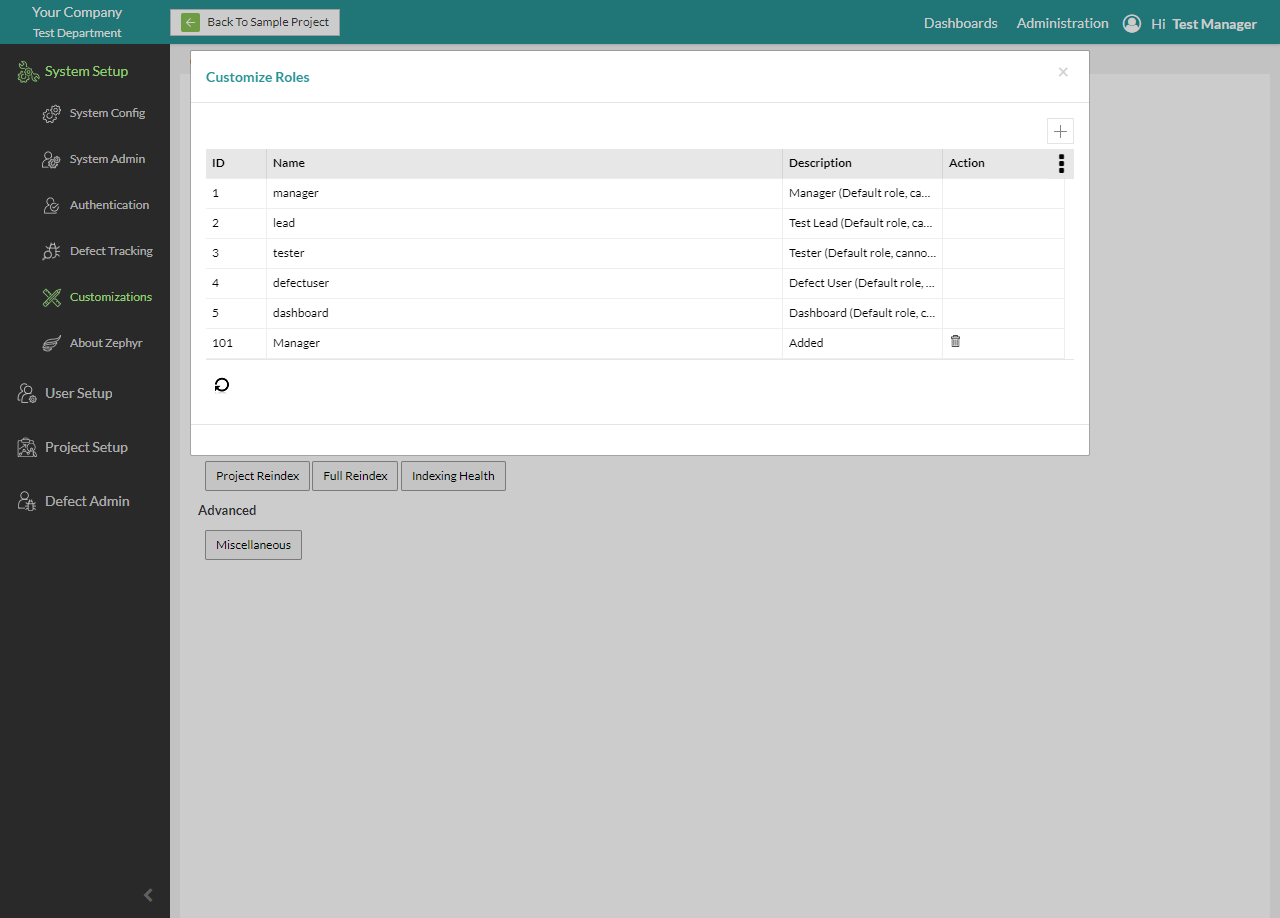 Your Company
Test Department
Back To Sample Project
Dashboards
Administration
Hi Test Manager
System Setup
System Config
System Admin
Authentication
Defect Tracking
Customizations
About Zephyr
User Setup
Project Setup
Defect Admin
Customize Roles
×
ID Name Description Action
1 manager Manager (Default role, ca...
2 lead Test Lead (Default role, ca...
3 tester Tester (Default role, canno...
4 defectuser Defect User (Default role, ...
5 dashboard Dashboard (Default role, c...
101 Manager Added
Project Reindex Full Reindex Indexing Health
Advanced
Miscellaneous